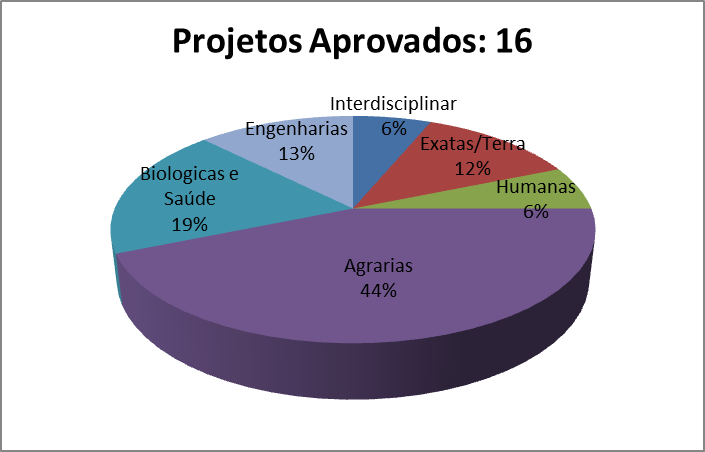 Projetos Aprovados: 16
Interdisciplinar
6%
Exatas/Terra
12%
Humanas
6%
Agrarias
44%
Biologicas e
Saúde
19%
Engenharias
13%